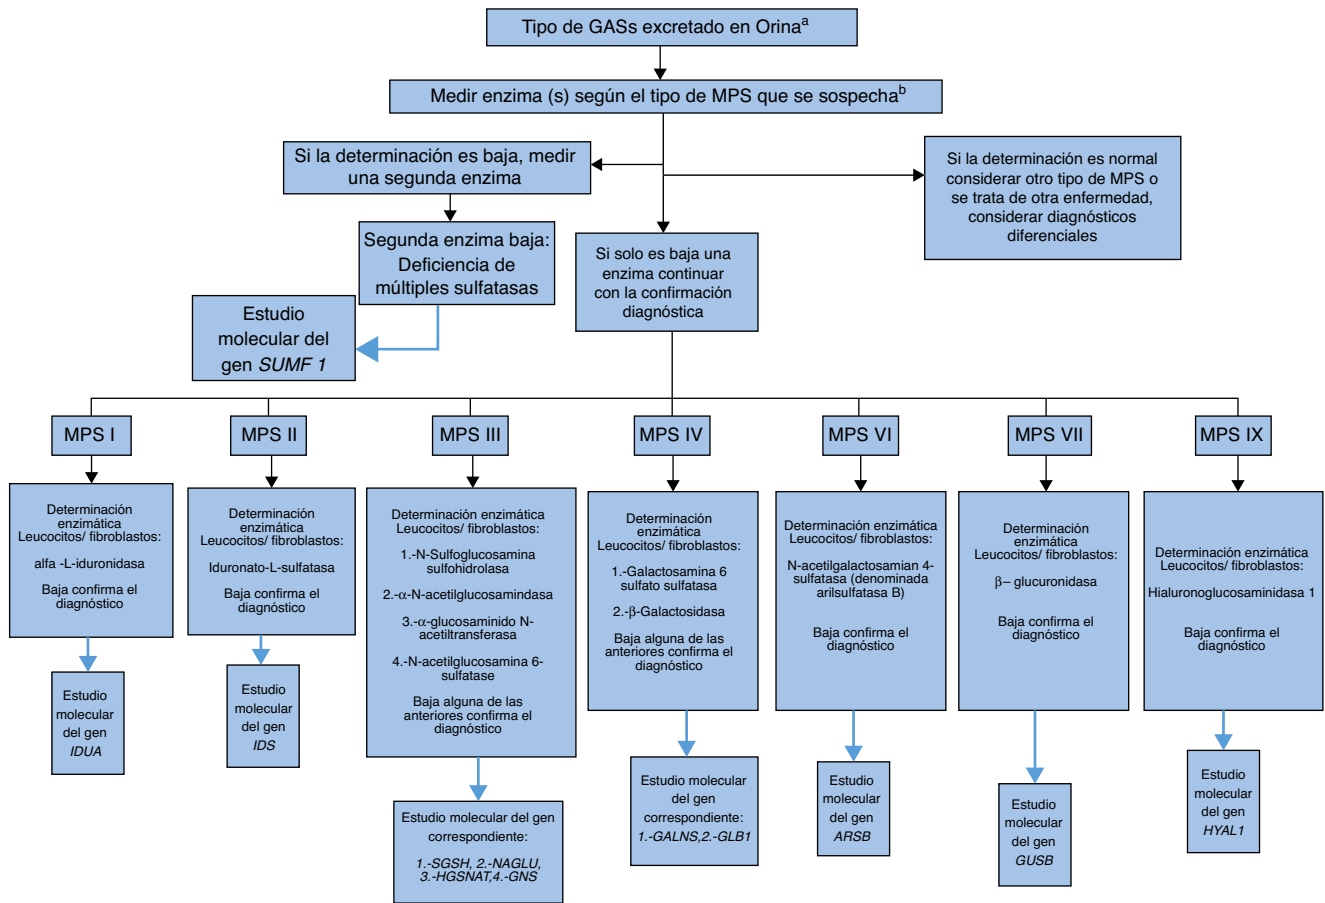 Tipo de GASs excretado en Orinaa
Medir enzima (s) según el tipo de MPS que se sospechab
Si la determinación es baja, medir
una segunda enzima
Si la determinación es normal
considerar otro tipo de MPS o
se trata de otra enfermedad,
considerar diagnósticos
diferenciales
Segunda enzima baja:
Deficiencia de
múltiples sulfatasas
Si solo es baja una
enzima continuar
con la confirmación
diagnóstica
Estudio
molecular del
gen SUMF 1
MPS I
MPS II
MPS III
MPS IV
MPS VI
MPS VII
MPS IX
Determinación
enzimática
Leucocitos/ fibroblastos:
alfa -L-iduronidasa
Baja confirma el
diagnóstico
Determinación
enzimática
Leucocitos/ fibroblastos:
Iduronato-L-sulfatasa
Baja confirma el
diagnóstico
Determinación enzimática
Leucocitos/ fibroblastos:
1.-N-Sulfoglucosamina
sulfohidrolasa
2.-α-N-acetilglucosamindasa
3.-α-glucosaminido N-
acetiltransferasa
4.-N-acetilglucosamina 6-
sulfatase
Baja alguna de las
anteriores confirma el
diagnóstico
Determinación
enzimática
Leucocitos/ fibroblastos:
1.-Galactosamina 6
sulfato sulfatasa
2.-β-Galactosidasa
Baja alguna de las
anteriores confirma el
diagnóstico
Determinación enzimática
Leucocitos/ fibroblastos:
N-acetilgalactosamian 4-
sulfatasa (denominada
arilsulfatasa B)
Baja confirma el
diagnóstico
Determinación
enzimática
Leucocitos/ fibroblastos:
β– glucuronidasa
Baja confirma el
diagnóstico
Determinación enzimática
Leucocitos/ fibroblastos:
Hialuronoglucosaminidasa 1
Baja confirma el
diagnóstico
Estudio
molecular
del gen
IDUA
Estudio
molecular
del gen
IDS
Estudio molecular del gen
correspondiente:
1.-SGSH, 2.-NAGLU,
3.-HGSNAT,4.-GNS
Estudio molecular
del gen
correspondiente:
1.-GALNS,2.-GLB1
Estudio
molecular
del gen
ARSB
Estudio
molecular
del gen
GUSB
Estudio
molecular
del gen
HYAL1